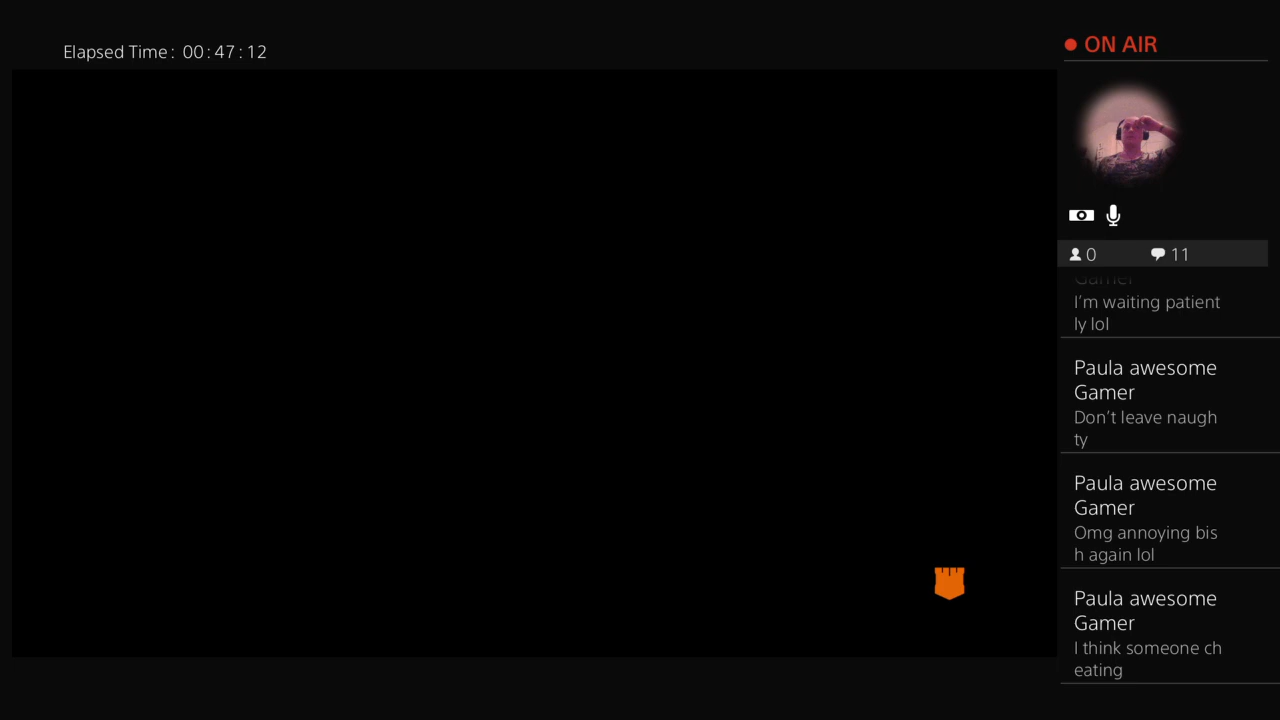 Elapsed Time: 00:47:12
ON AIR
0 11
Gamer
I'm waiting patient
ly lol
Paula awesome
Gamer
Don't leave naugh
ty
Paula awesome
Gamer
Omg annoying bis
h again lol
Paula awesome
Gamer
I think someone ch
eating